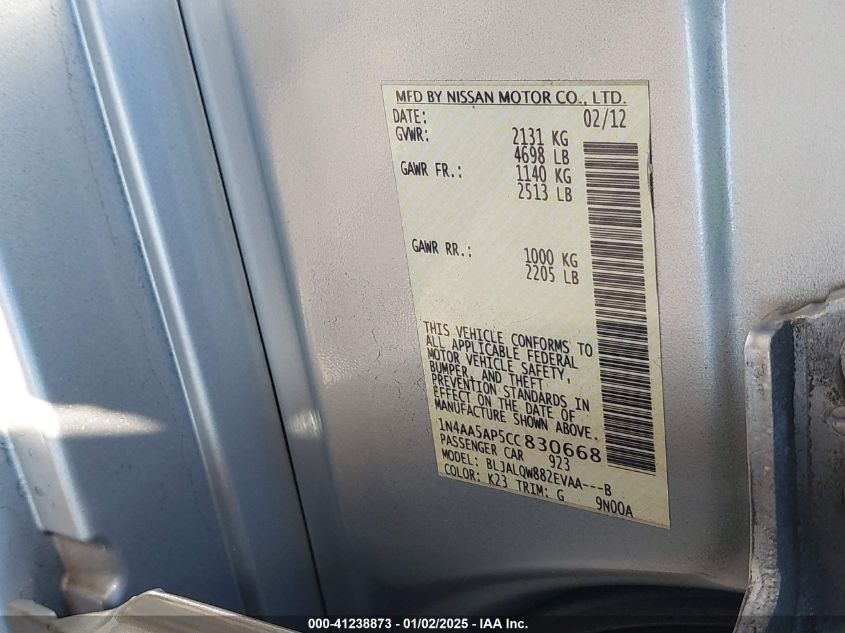 MFD BY NISSAN MOTOR CO., LTD.
DATE: 02/12
GVWR: 2131 KG
4698 LB
GAWR FR.: 1140 KG
2513 LB
GAWR RR.: 1000 KG
2205 LB
THIS VEHICLE CONFORMS TO
ALL APPLICABLE FEDERAL
MOTOR VEHICLE SAFETY,
BUMPER, AND THEFT
PREVENTION STANDARDS IN
EFFECT ON THE DATE OF
MANUFACTURE SHOWN ABOVE.
1N4AA5AP5CC830668
PASSENGER CAR 923
MODEL: BLJALQW882EVAA---B
COLOR: K23 TRIM: G 9N00A
000-41238873 - 01/02/2025 - IAA Inc.